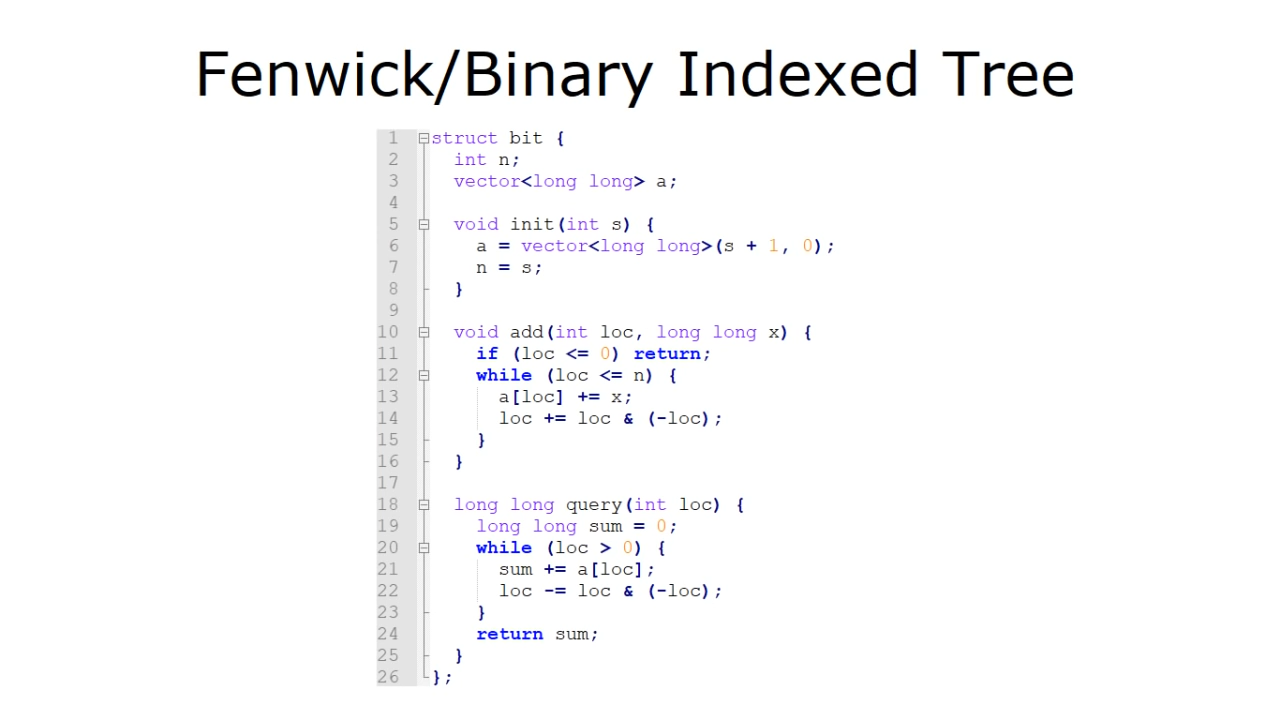 Fenwick/Binary Indexed Tree
1 struct bit {
2   int n;
3   vector<long long> a;
4
5   void init(int s) {
6     a = vector<long long>(s + 1, 0);
7     n = s;
8   }
9
10   void add(int loc, long long x) {
11     if (loc <= 0) return;
12     while (loc <= n) {
13       a[loc] += x;
14       loc += loc & (-loc);
15     }
16   }
17
18   long long query(int loc) {
19     long long sum = 0;
20     while (loc > 0) {
21       sum += a[loc];
22       loc -= loc & (-loc);
23     }
24     return sum;
25   }
26 };